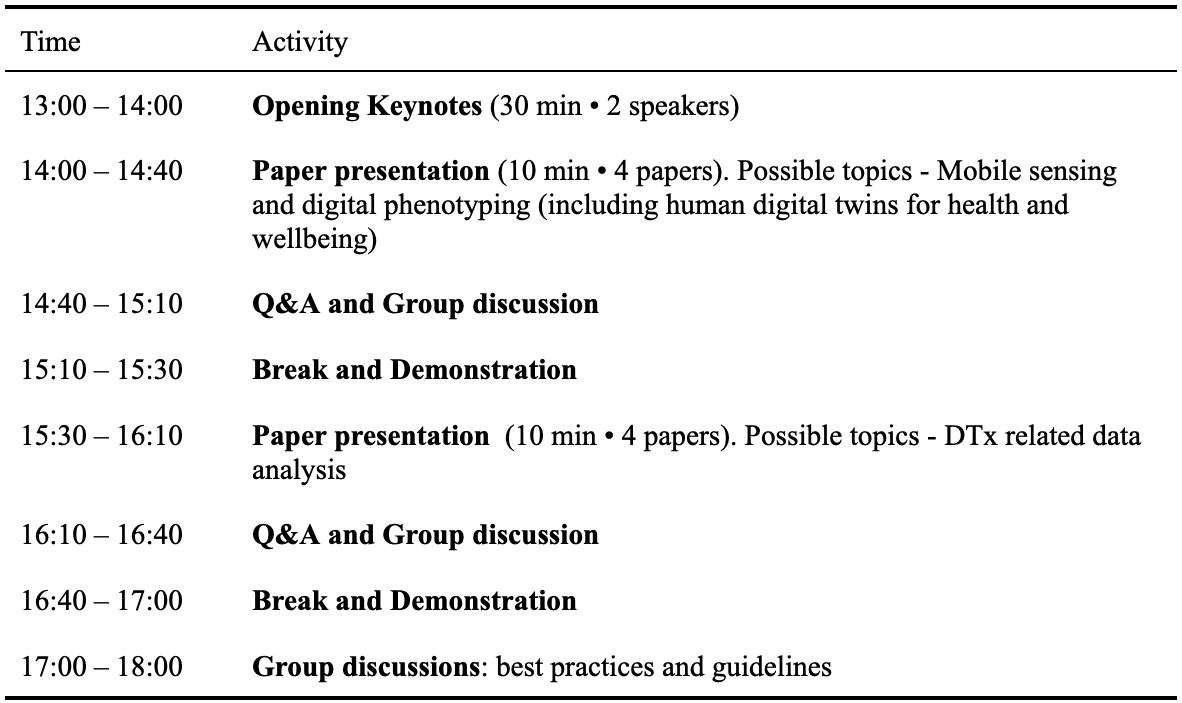 Time Activity
13:00 – 14:00 Opening Keynotes (30 min • 2 speakers)
14:00 – 14:40 Paper presentation (10 min • 4 papers). Possible topics - Mobile sensing
and digital phenotyping (including human digital twins for health and
wellbeing)
14:40 – 15:10 Q&A and Group discussion
15:10 – 15:30 Break and Demonstration
15:30 – 16:10 Paper presentation  (10 min • 4 papers). Possible topics - DTx related data
analysis
16:10 – 16:40 Q&A and Group discussion
16:40 – 17:00 Break and Demonstration
17:00 – 18:00 Group discussions: best practices and guidelines